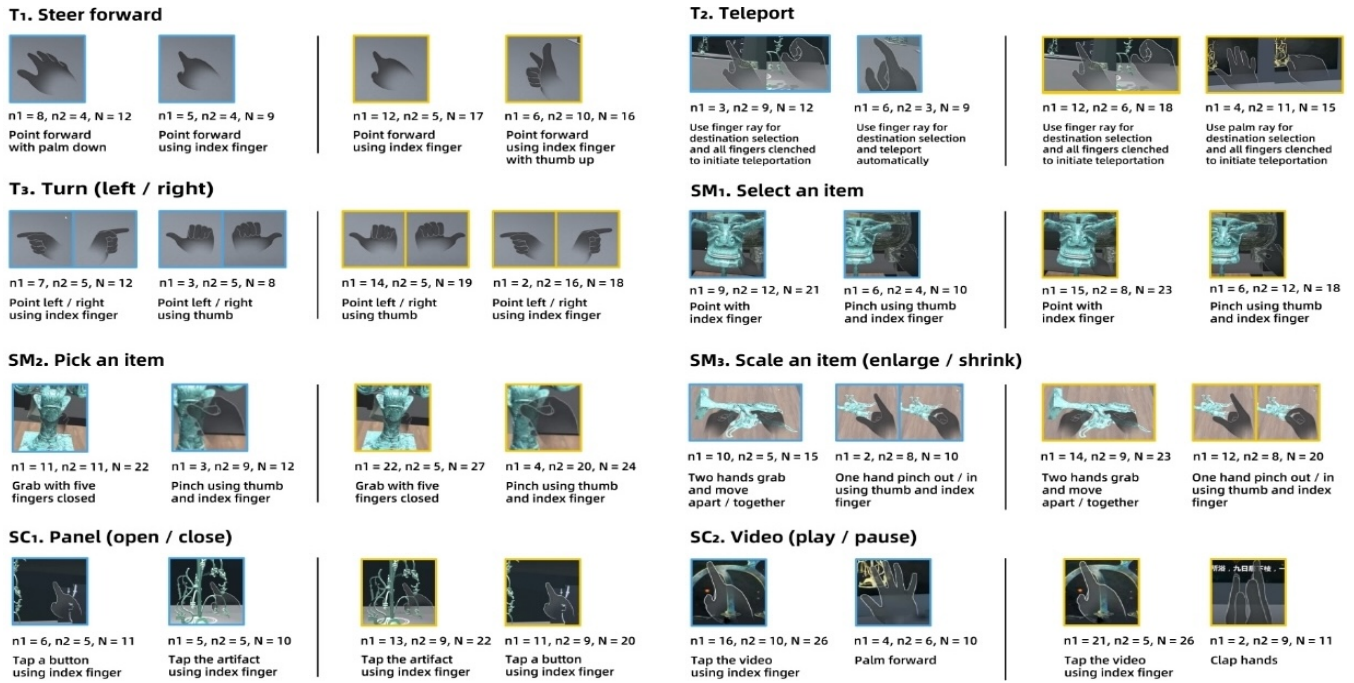 T₁. Steer forward
n1 = 8, n2 = 4, N = 12
Point forward
with palm down
n1 = 5, n2 = 4, N = 9
Point forward
using index finger
n1 = 12, n2 = 5, N = 17
Point forward
using index finger
n1 = 6, n2 = 10, N = 16
Point forward
using index finger
with thumb up
T₂. Teleport
n1 = 3, n2 = 9, N = 12
Use finger ray for
destination selection
and all fingers clenched
to initiate teleportation
n1 = 6, n2 = 3, N = 9
Use finger ray for
destination selection
and teleport
automatically
n1 = 12, n2 = 6, N = 18
Use finger ray for
destination selection
and all fingers clenched
to initiate teleportation
n1 = 4, n2 = 11, N = 15
Use palm ray for
destination selection
and all fingers clenched
to initiate teleportation
T₃. Turn (left / right)
n1 = 7, n2 = 5, N = 12
Point left / right
using index finger
n1 = 3, n2 = 5, N = 8
Point left / right
using thumb
n1 = 14, n2 = 5, N = 19
Point left / right
using thumb
n1 = 2, n2 = 16, N = 18
Point left / right
using index finger
SM₁. Select an item
n1 = 9, n2 = 12, N = 21
Point with
index finger
n1 = 6, n2 = 4, N = 10
Pinch using thumb
and index finger
n1 = 15, n2 = 8, N = 23
Point with
index finger
n1 = 6, n2 = 12, N = 18
Pinch using thumb
and index finger
SM₂. Pick an item
n1 = 11, n2 = 11, N = 22
Grab with five
fingers closed
n1 = 3, n2 = 9, N = 12
Pinch using thumb
and index finger
n1 = 22, n2 = 5, N = 27
Grab with five
fingers closed
n1 = 4, n2 = 20, N = 24
Pinch using thumb
and index finger
SM₃. Scale an item (enlarge / shrink)
n1 = 10, n2 = 5, N = 15
Two hands grab
and move
apart / together
n1 = 2, n2 = 8, N = 10
One hand pinch out / in
using thumb and index
finger
n1 = 14, n2 = 9, N = 23
Two hands grab
and move
apart / together
n1 = 12, n2 = 8, N = 20
One hand pinch out / in
using thumb and index
finger
SC₁. Panel (open / close)
n1 = 6, n2 = 5, N = 11
Tap a button
using index finger
n1 = 5, n2 = 5, N = 10
Tap the artifact
using index finger
n1 = 13, n2 = 9, N = 22
Tap the artifact
using index finger
n1 = 11, n2 = 9, N = 20
Tap a button
using index finger
SC₂. Video (play / pause)
n1 = 16, n2 = 10, N = 26
Tap the video
using index finger
n1 = 4, n2 = 6, N = 10
Palm forward
n1 = 21, n2 = 5, N = 26
Tap the video
using index finger
所浴，九日居下枝，一
n1 = 2, n2 = 9, N = 11
Clap hands